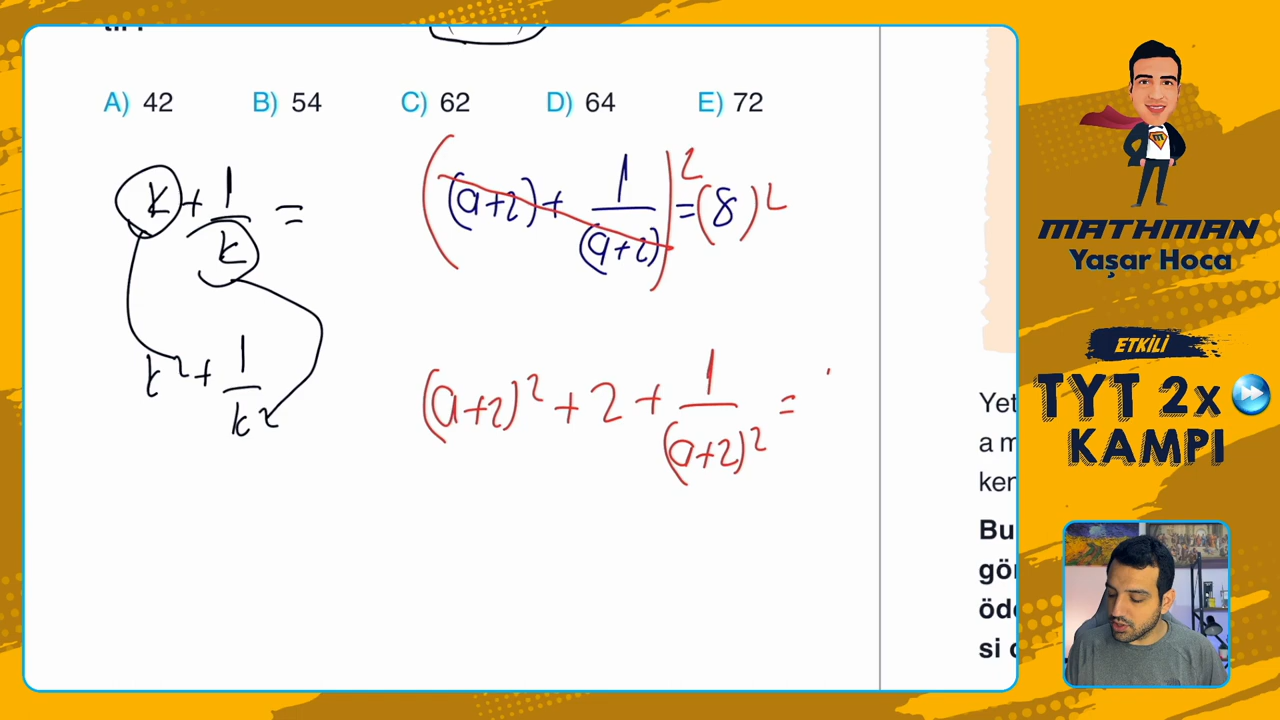 A) 42 B) 54 C) 62 D) 64 E) 72
k + 1/k =
((a+2) + 1/(a+2))² = (8)²
k² + 1/k²
(a+2)² + 2 + 1/(a+2)² =
Yet
a m
ken
Bu
gör
öde
si
MATHMAN
Yaşar Hoca
ETKİLİ
TYT 2x
KAMPI